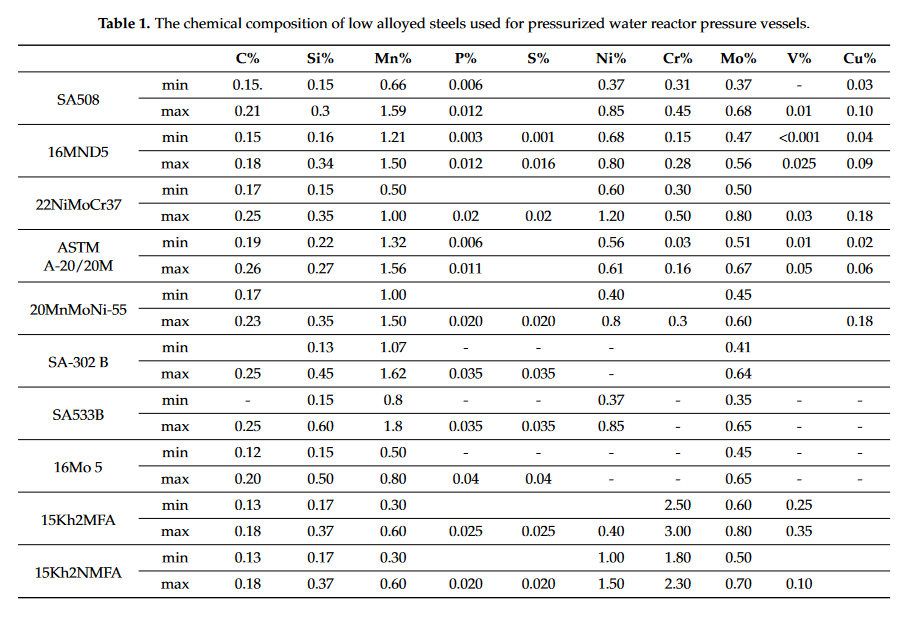 Table 1. The chemical composition of low alloyed steels used for pressurized water reactor pressure vessels.
C% Si% Mn% P% S% Ni% Cr% Mo% V% Cu%
SA508
min 0.15. 0.15 0.66 0.006 0.37 0.31 0.37 - 0.03
max 0.21 0.3 1.59 0.012 0.85 0.45 0.68 0.01 0.10
16MND5
min 0.15 0.16 1.21 0.003 0.001 0.68 0.15 0.47 <0.001 0.04
max 0.18 0.34 1.50 0.012 0.016 0.80 0.28 0.56 0.025 0.09
22NiMoCr37
min 0.17 0.15 0.50 0.60 0.30 0.50
max 0.25 0.35 1.00 0.02 0.02 1.20 0.50 0.80 0.03 0.18
ASTM
A-20/20M
min 0.19 0.22 1.32 0.006 0.56 0.03 0.51 0.01 0.02
max 0.26 0.27 1.56 0.011 0.61 0.16 0.67 0.05 0.06
20MnMoNi-55
min 0.17 1.00 0.40 0.45
max 0.23 0.35 1.50 0.020 0.020 0.8 0.3 0.60 0.18
SA-302 B
min 0.13 1.07 - - - 0.41
max 0.25 0.45 1.62 0.035 0.035 - 0.64
SA533B
min - 0.15 0.8 - - 0.37 - 0.35 - -
max 0.25 0.60 1.8 0.035 0.035 0.85 - 0.65 - -
16Mo 5
min 0.12 0.15 0.50 - - - - 0.45 - -
max 0.20 0.50 0.80 0.04 0.04 - - 0.65 - -
15Kh2MFA
min 0.13 0.17 0.30 2.50 0.60 0.25
max 0.18 0.37 0.60 0.025 0.025 0.40 3.00 0.80 0.35
15Kh2NMFA
min 0.13 0.17 0.30 1.00 1.80 0.50
max 0.18 0.37 0.60 0.020 0.020 1.50 2.30 0.70 0.10